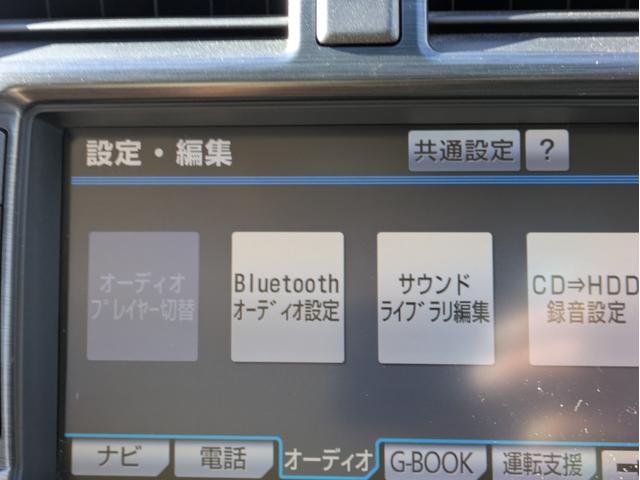 設定・編集 共通設定 ?
オーディオ
プレイヤー切替
Bluetooth
オーディオ設定
サウンド
ライブラリ編集
CD⇒HDD
録音設定
ナビ 電話 オーディオ G-BOOK 運転支援